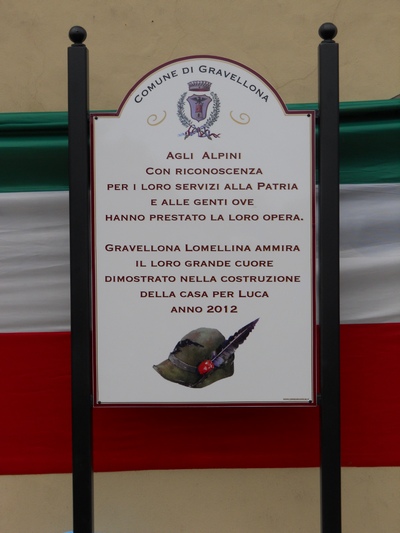 COMUNE DI GRAVELLONA
AGLI ALPINI
CON RICONOSCENZA
PER I LORO SERVIZI ALLA PATRIA
E ALLE GENTI OVE
HANNO PRESTATO LA LORO OPERA.
GRAVELLONA LOMELLINA AMMIRA
IL LORO GRANDE CUORE
DIMOSTRATO NELLA COSTRUZIONE
DELLA CASA PER LUCA
ANNO 2012